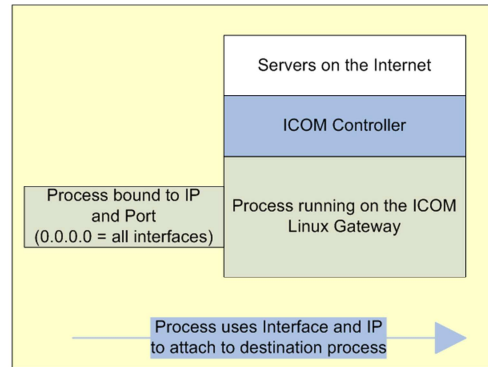 Servers on the Internet
ICOM Controller
Process bound to IP
and Port
(0.0.0.0 = all interfaces)
Process running on the ICOM
Linux Gateway
Process uses Interface and IP
to attach to destination process